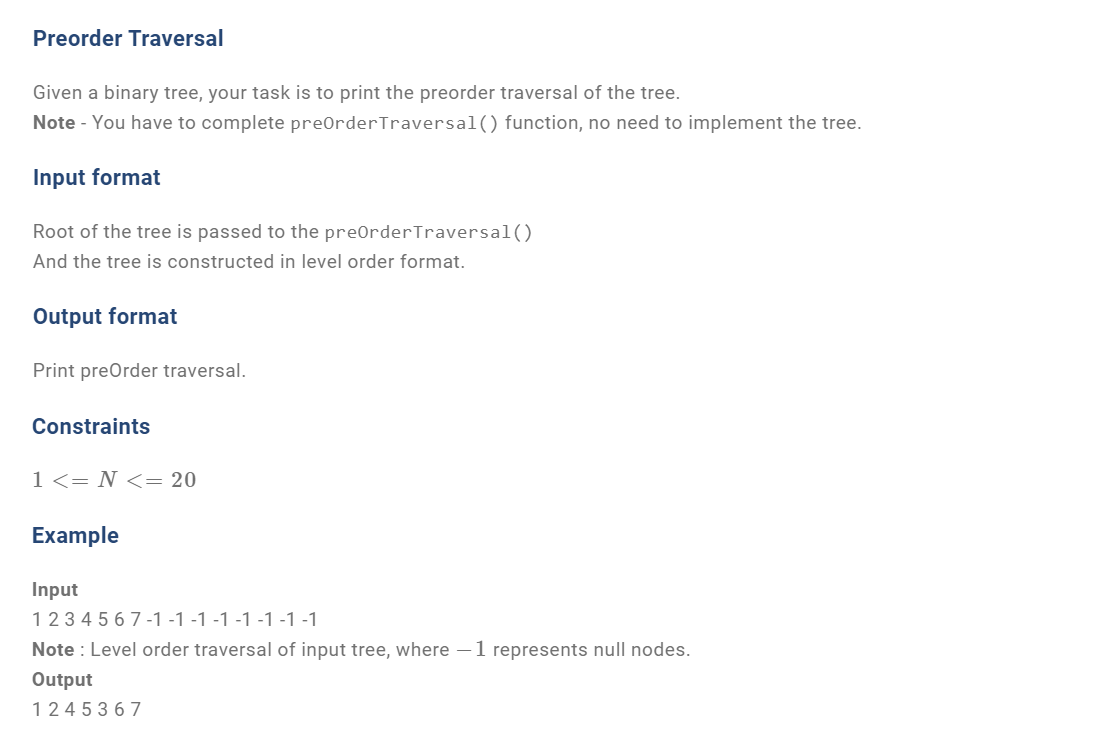 Preorder Traversal
Given a binary tree, your task is to print the preorder traversal of the tree.
Note - You have to complete preOrderTraversal() function, no need to implement the tree.
Input format
Root of the tree is passed to the preOrderTraversal()
And the tree is constructed in level order format.
Output format
Print preOrder traversal.
Constraints
1 <= N <= 20
Example
Input
1 2 3 4 5 6 7 -1 -1 -1 -1 -1 -1 -1 -1
Note : Level order traversal of input tree, where −1 represents null nodes.
Output
1 2 4 5 3 6 7